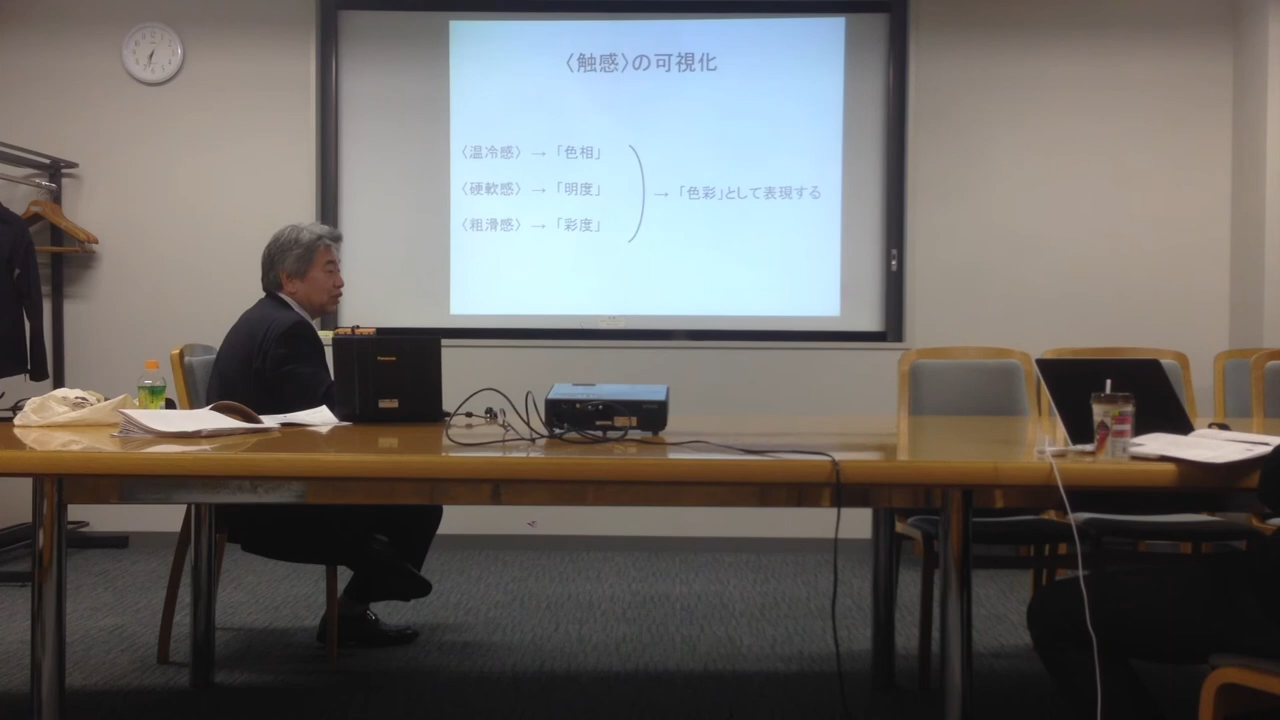 〈触感〉の可視化
〈温冷感〉 → 「色相」
〈硬軟感〉 → 「明度」
〈粗滑感〉 → 「彩度」
→ 「色彩」として表現する
Panasonic